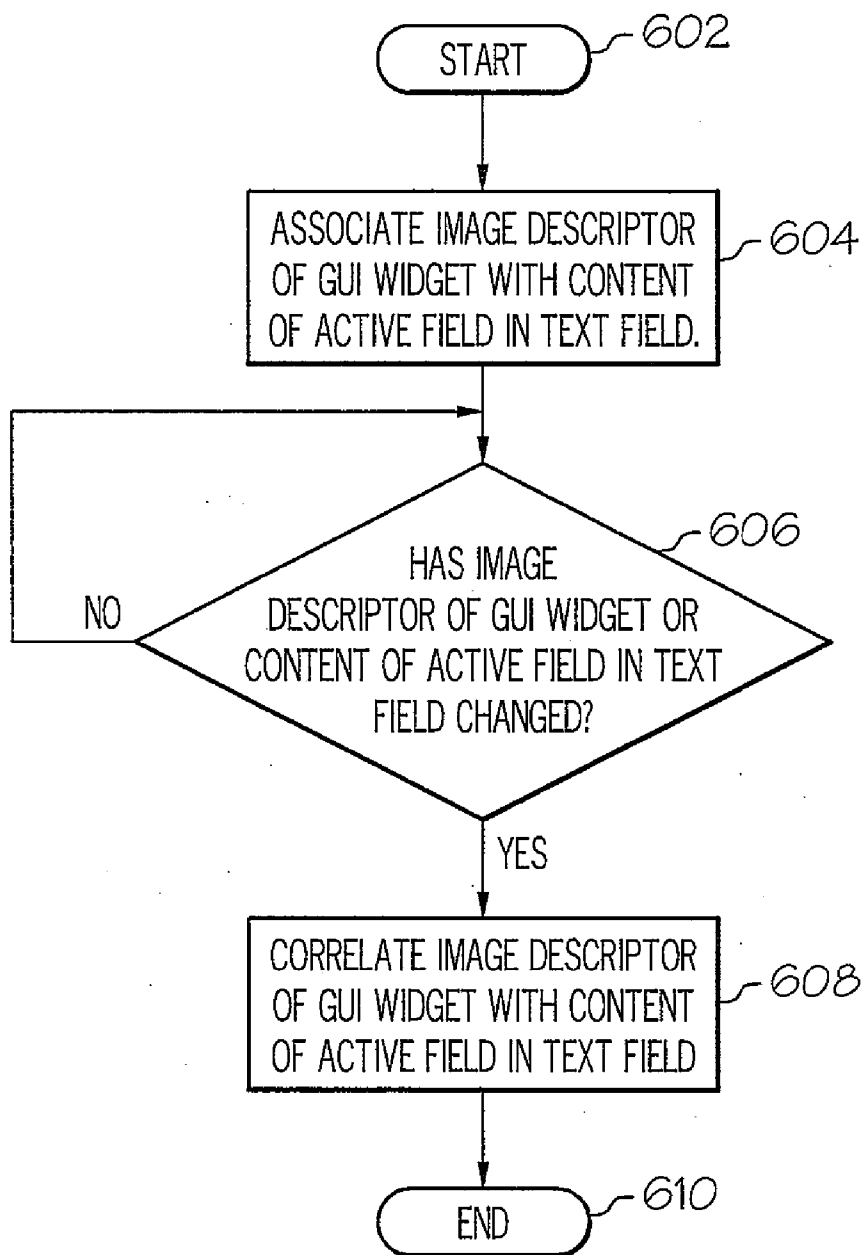 START
602
ASSOCIATE IMAGE DESCRIPTOR
OF GUI WIDGET WITH CONTENT
OF ACTIVE FIELD IN TEXT FIELD.
604
HAS IMAGE
DESCRIPTOR OF GUI WIDGET OR
CONTENT OF ACTIVE FIELD IN TEXT
FIELD CHANGED?
606
NO
YES
CORRELATE IMAGE DESCRIPTOR
OF GUI WIDGET WITH CONTENT
OF ACTIVE FIELD IN TEXT FIELD
608
END
610